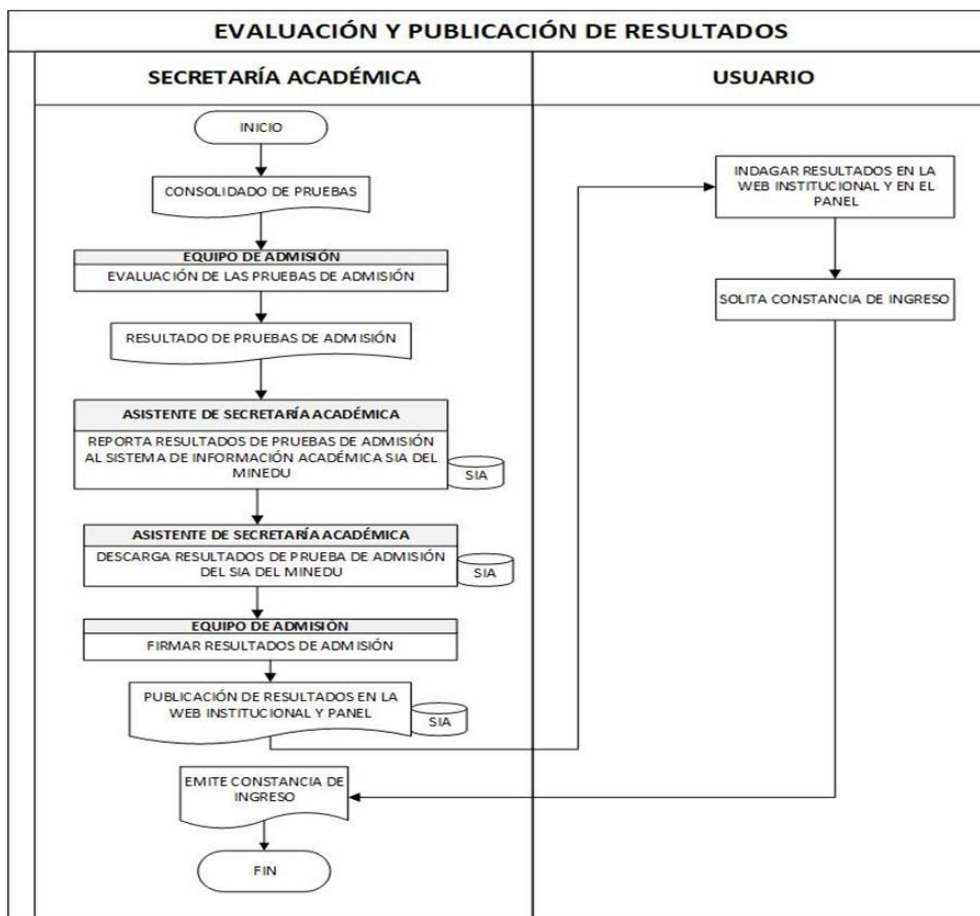 EVALUACIÓN Y PUBLICACIÓN DE RESULTADOS
SECRETARÍA ACADÉMICA
USUARIO
INICIO
CONSOLIDADO DE PRUEBAS
EQUIPO DE ADMISIÓN
EVALUACIÓN DE LAS PRUEBAS DE ADMISIÓN
RESULTADO DE PRUEBAS DE ADMISIÓN
ASISTENTE DE SECRETARÍA ACADÉMICA
REPORTA RESULTADOS DE PRUEBAS DE ADMISIÓN
AL SISTEMA DE INFORMACIÓN ACADÉMICA SIA DEL
MINEDU
SIA
ASISTENTE DE SECRETARÍA ACADÉMICA
DESCARGA RESULTADOS DE PRUEBA DE ADMISIÓN
DEL SIA DEL MINEDU
SIA
EQUIPO DE ADMISIÓN
FIRMAR RESULTADOS DE ADMISIÓN
PUBLICACIÓN DE RESULTADOS EN LA
WEB INSTITUCIONAL Y PANEL
SIA
INDAGAR RESULTADOS EN LA
WEB INSTITUCIONAL Y EN EL
PANEL
SOLITA CONSTANCIA DE INGRESO
EMITE CONSTANCIA DE
INGRESO
FIN